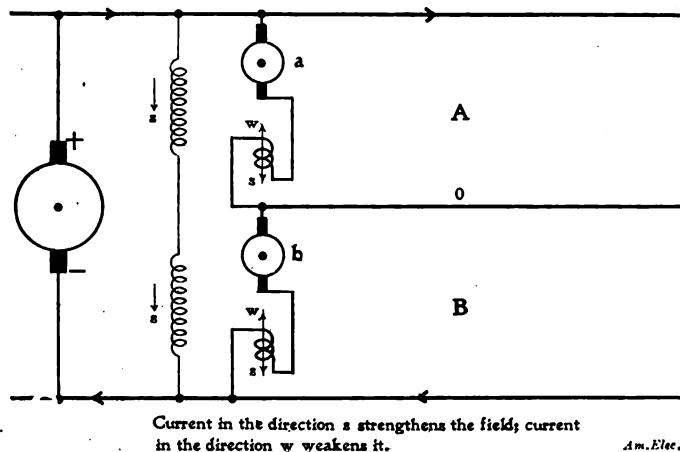 a
s
w
A
+
s
0
b
−
s
w
B
s
Current in the direction s strengthens the field; current
in the direction w weakens it.
Am. Elec.